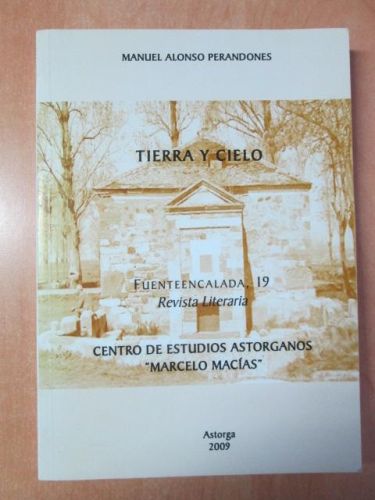 MANUEL ALONSO PERANDONES
TIERRA Y CIELO
FUENTEENCALADA, 19
Revista Literaria
CENTRO DE ESTUDIOS ASTORGANOS
"MARCELO MACÍAS"
Astorga
2009